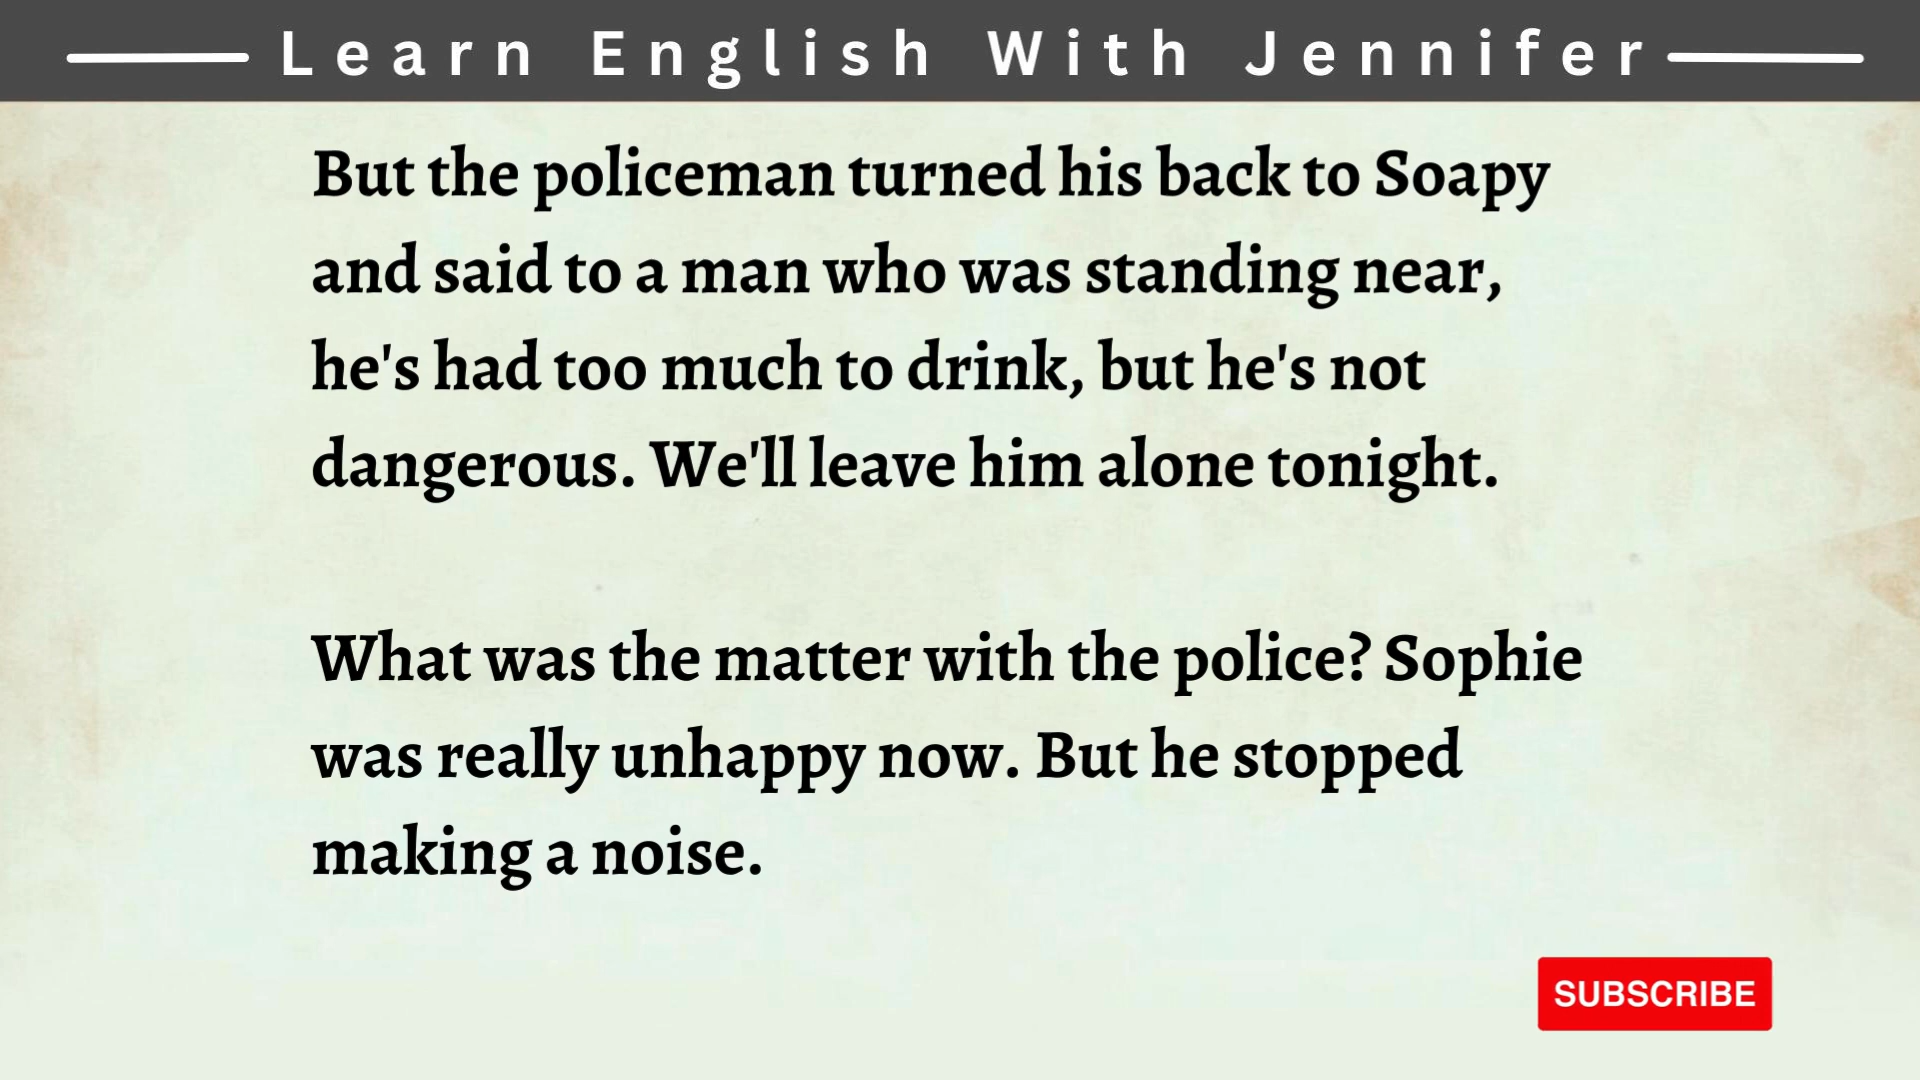 Learn English With Jennifer
But the policeman turned his back to Soapy
and said to a man who was standing near,
he's had too much to drink, but he's not
dangerous. We'll leave him alone tonight.
What was the matter with the police? Sophie
was really unhappy now. But he stopped
making a noise.
SUBSCRIBE